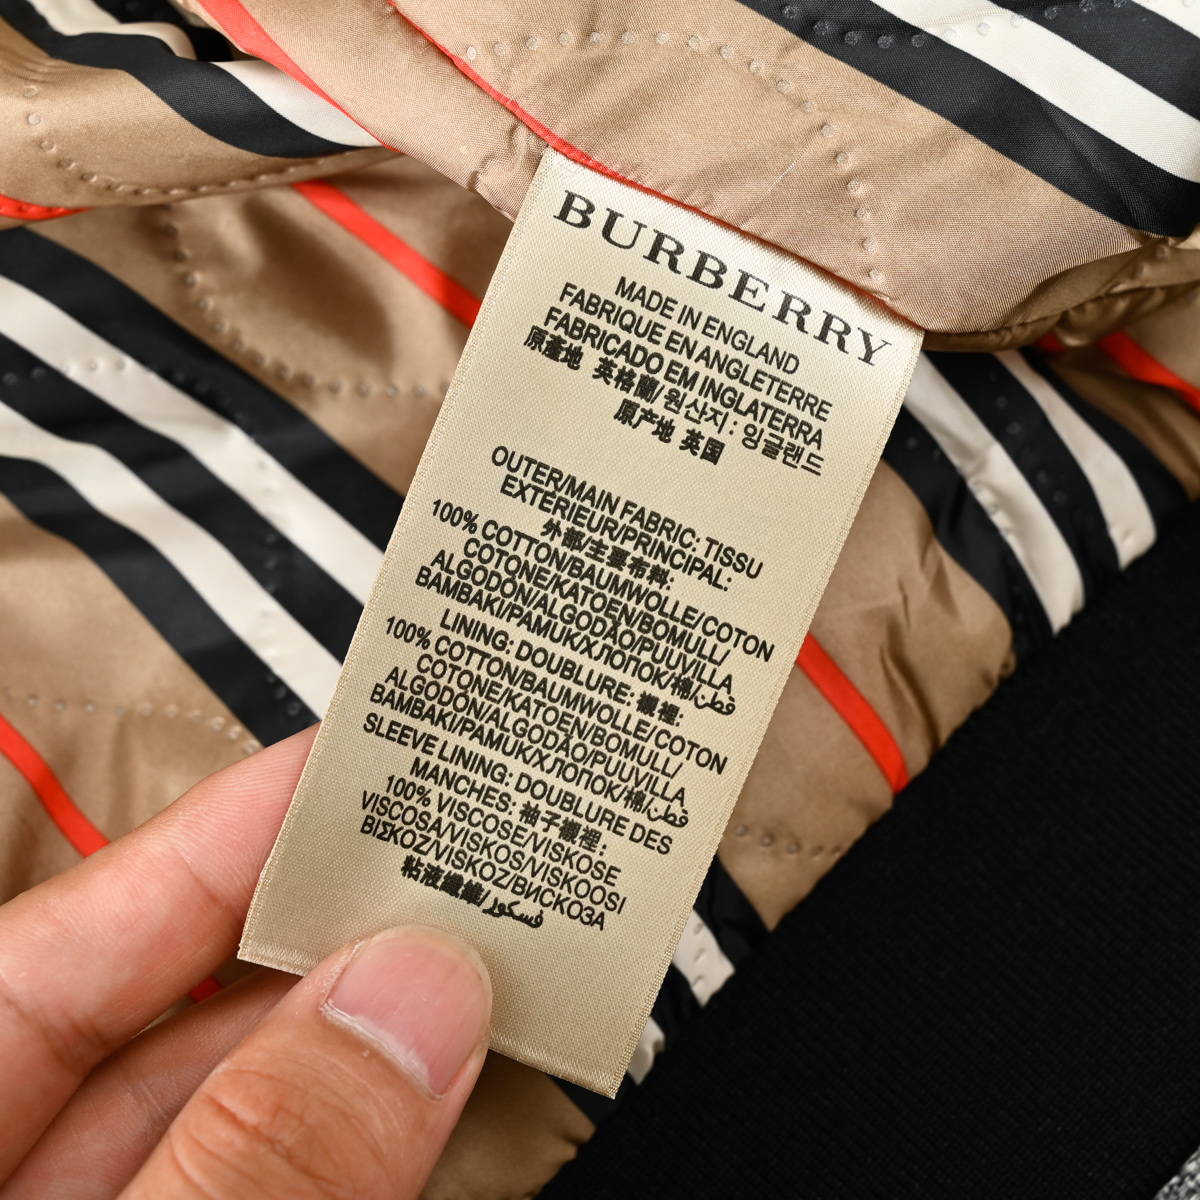 BURBERRY
MADE IN ENGLAND
FABRIQUE EN ANGLETERRE
FABRICADO EM INGLATERRA
原產地 英格蘭/원산지: 잉글랜드
原产地 英国
OUTER/MAIN FABRIC: TISSU
EXTÉRIEUR/PRINCIPAL:
外部/主要布料:
100% COTTON/BAUMWOLLE/COTON
COTONE/KATOEN/BOMULL/
ALGODÓN/ALGODÃO/PUUVILLA
BAMBAKI/PAMUK/ХЛОПОК/棉/قطن
LINING: DOUBLURE: 襯裡:
100% COTTON/BAUMWOLLE/COTON
COTONE/KATOEN/BOMULL/
ALGODÓN/ALGODÃO/PUUVILLA
BAMBAKI/PAMUK/ХЛОПОК/棉/قطن
SLEEVE LINING: DOUBLURE DES
MANCHES: 袖子襯裡:
100% VISCOSE/VISKOSE
VISCOSA/VISKOS/VISKOOSI
ΒΙΣΚΟΖ/VISKOZ/ВИСКОЗА
粘液纖維/فسكوز